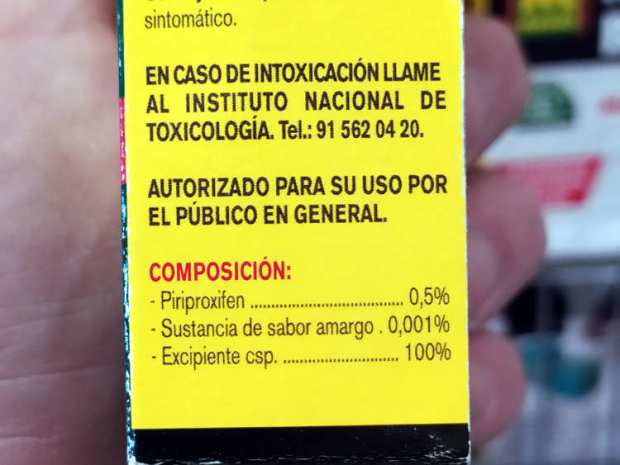 sintomático.
EN CASO DE INTOXICACIÓN LLAME
AL INSTITUTO NACIONAL DE
TOXICOLOGÍA. Tel.: 91 562 04 20.
AUTORIZADO PARA SU USO POR
EL PÚBLICO EN GENERAL.
COMPOSICIÓN:
- Piriproxifen ................................... 0,5%
- Sustancia de sabor amargo . 0,001%
- Excipiente csp. ........................... 100%